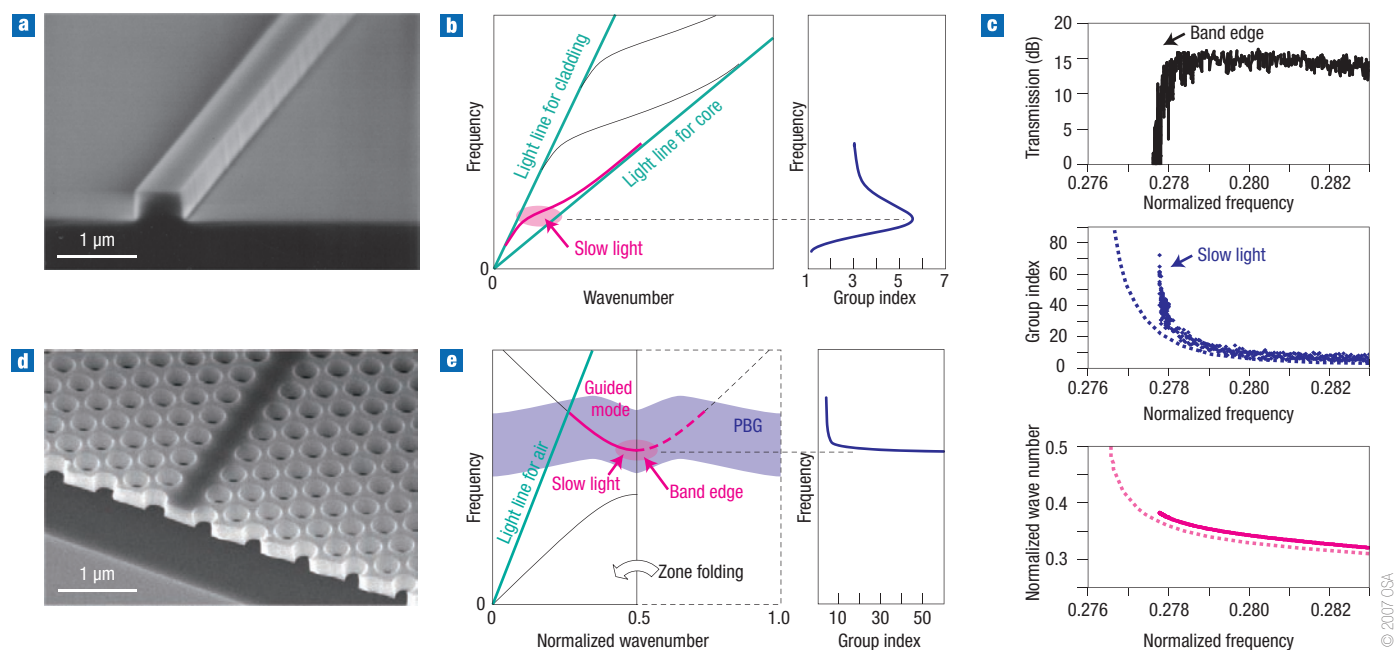 a
1 µm
b
Frequency
Light line for cladding
Light line for core
Slow light
0
0
Wavenumber
Frequency
1
3
5
7
Group index
c
Transmission (dB)
20
15
10
5
0
Band edge
0.276
0.278
0.280
0.282
Normalized frequency
Group index
80
60
40
20
0
Slow light
0.276
0.278
0.280
0.282
Normalized frequency
Normalized wave number
0.5
0.4
0.3
0.276
0.278
0.280
0.282
Normalized frequency
d
1 µm
e
Frequency
Light line for air
Guided
mode
PBG
Slow light
Band edge
Zone folding
0
0
0.5
1.0
Normalized wavenumber
Frequency
10
30
50
Group index
© 2007 OSA